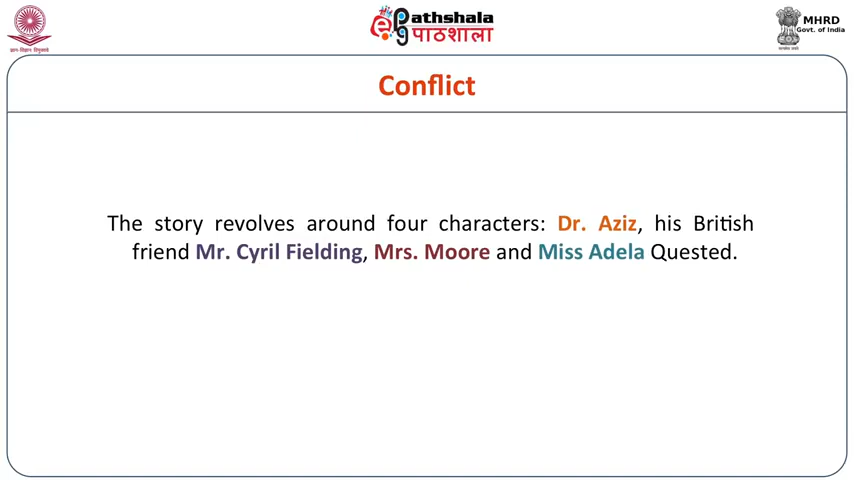 ePathshala
पाठशाला
MHRD
Govt. of India
Conflict
The story revolves around four characters: Dr. Aziz, his British
friend Mr. Cyril Fielding, Mrs. Moore and Miss Adela Quested.